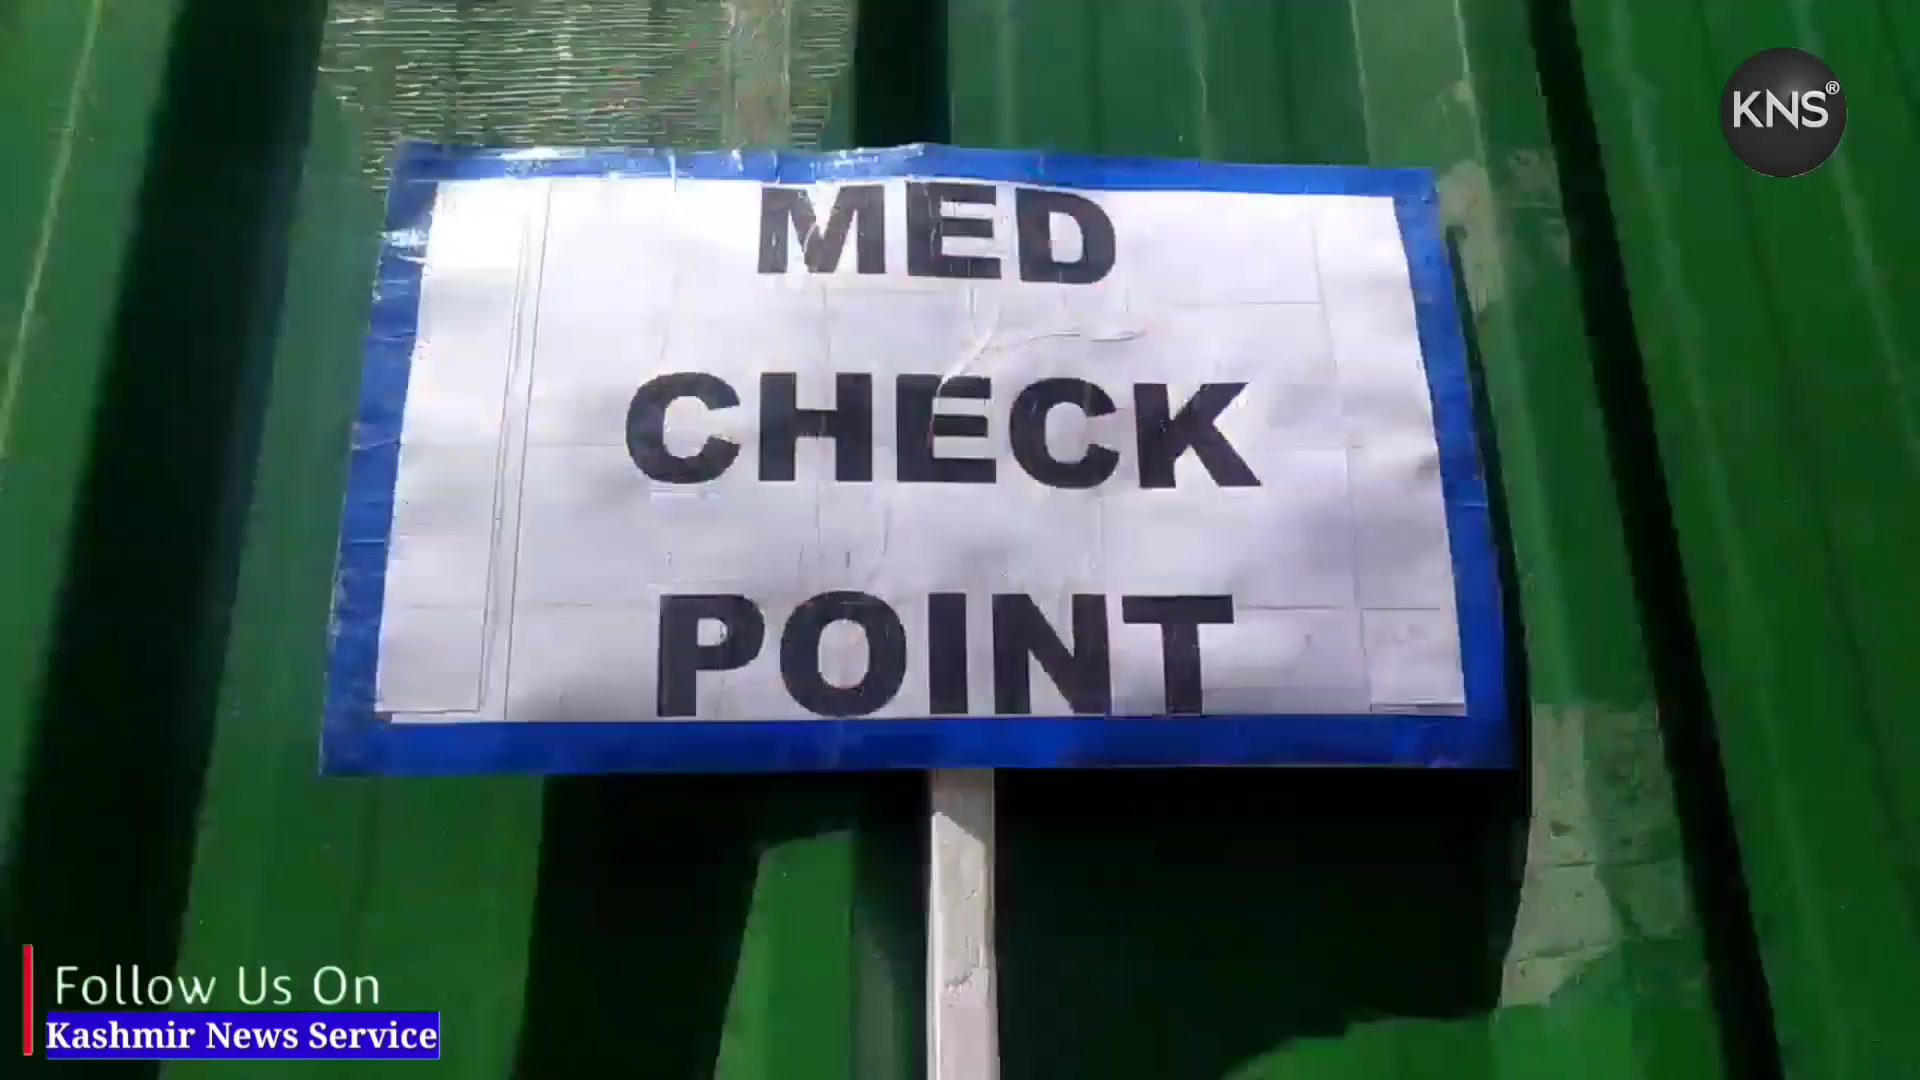 KNS®
MED
CHECK
POINT
Follow Us On
Kashmir News Service